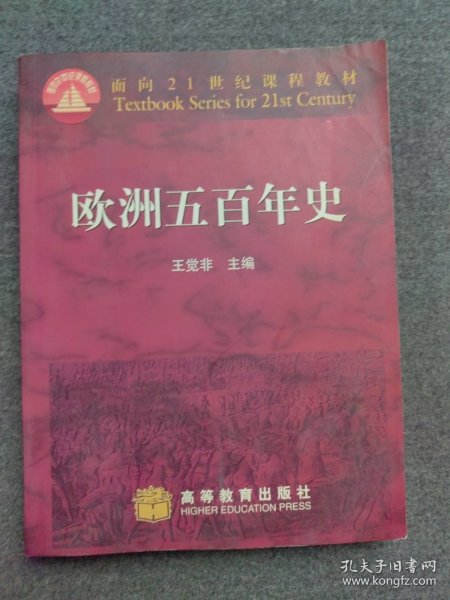 面向21世纪课程教材
Textbook Series for 21st Century
欧洲五百年史
王觉非 主编
高等教育出版社
HIGHER EDUCATION PRESS
孔夫子旧书网
www.kongfz.com